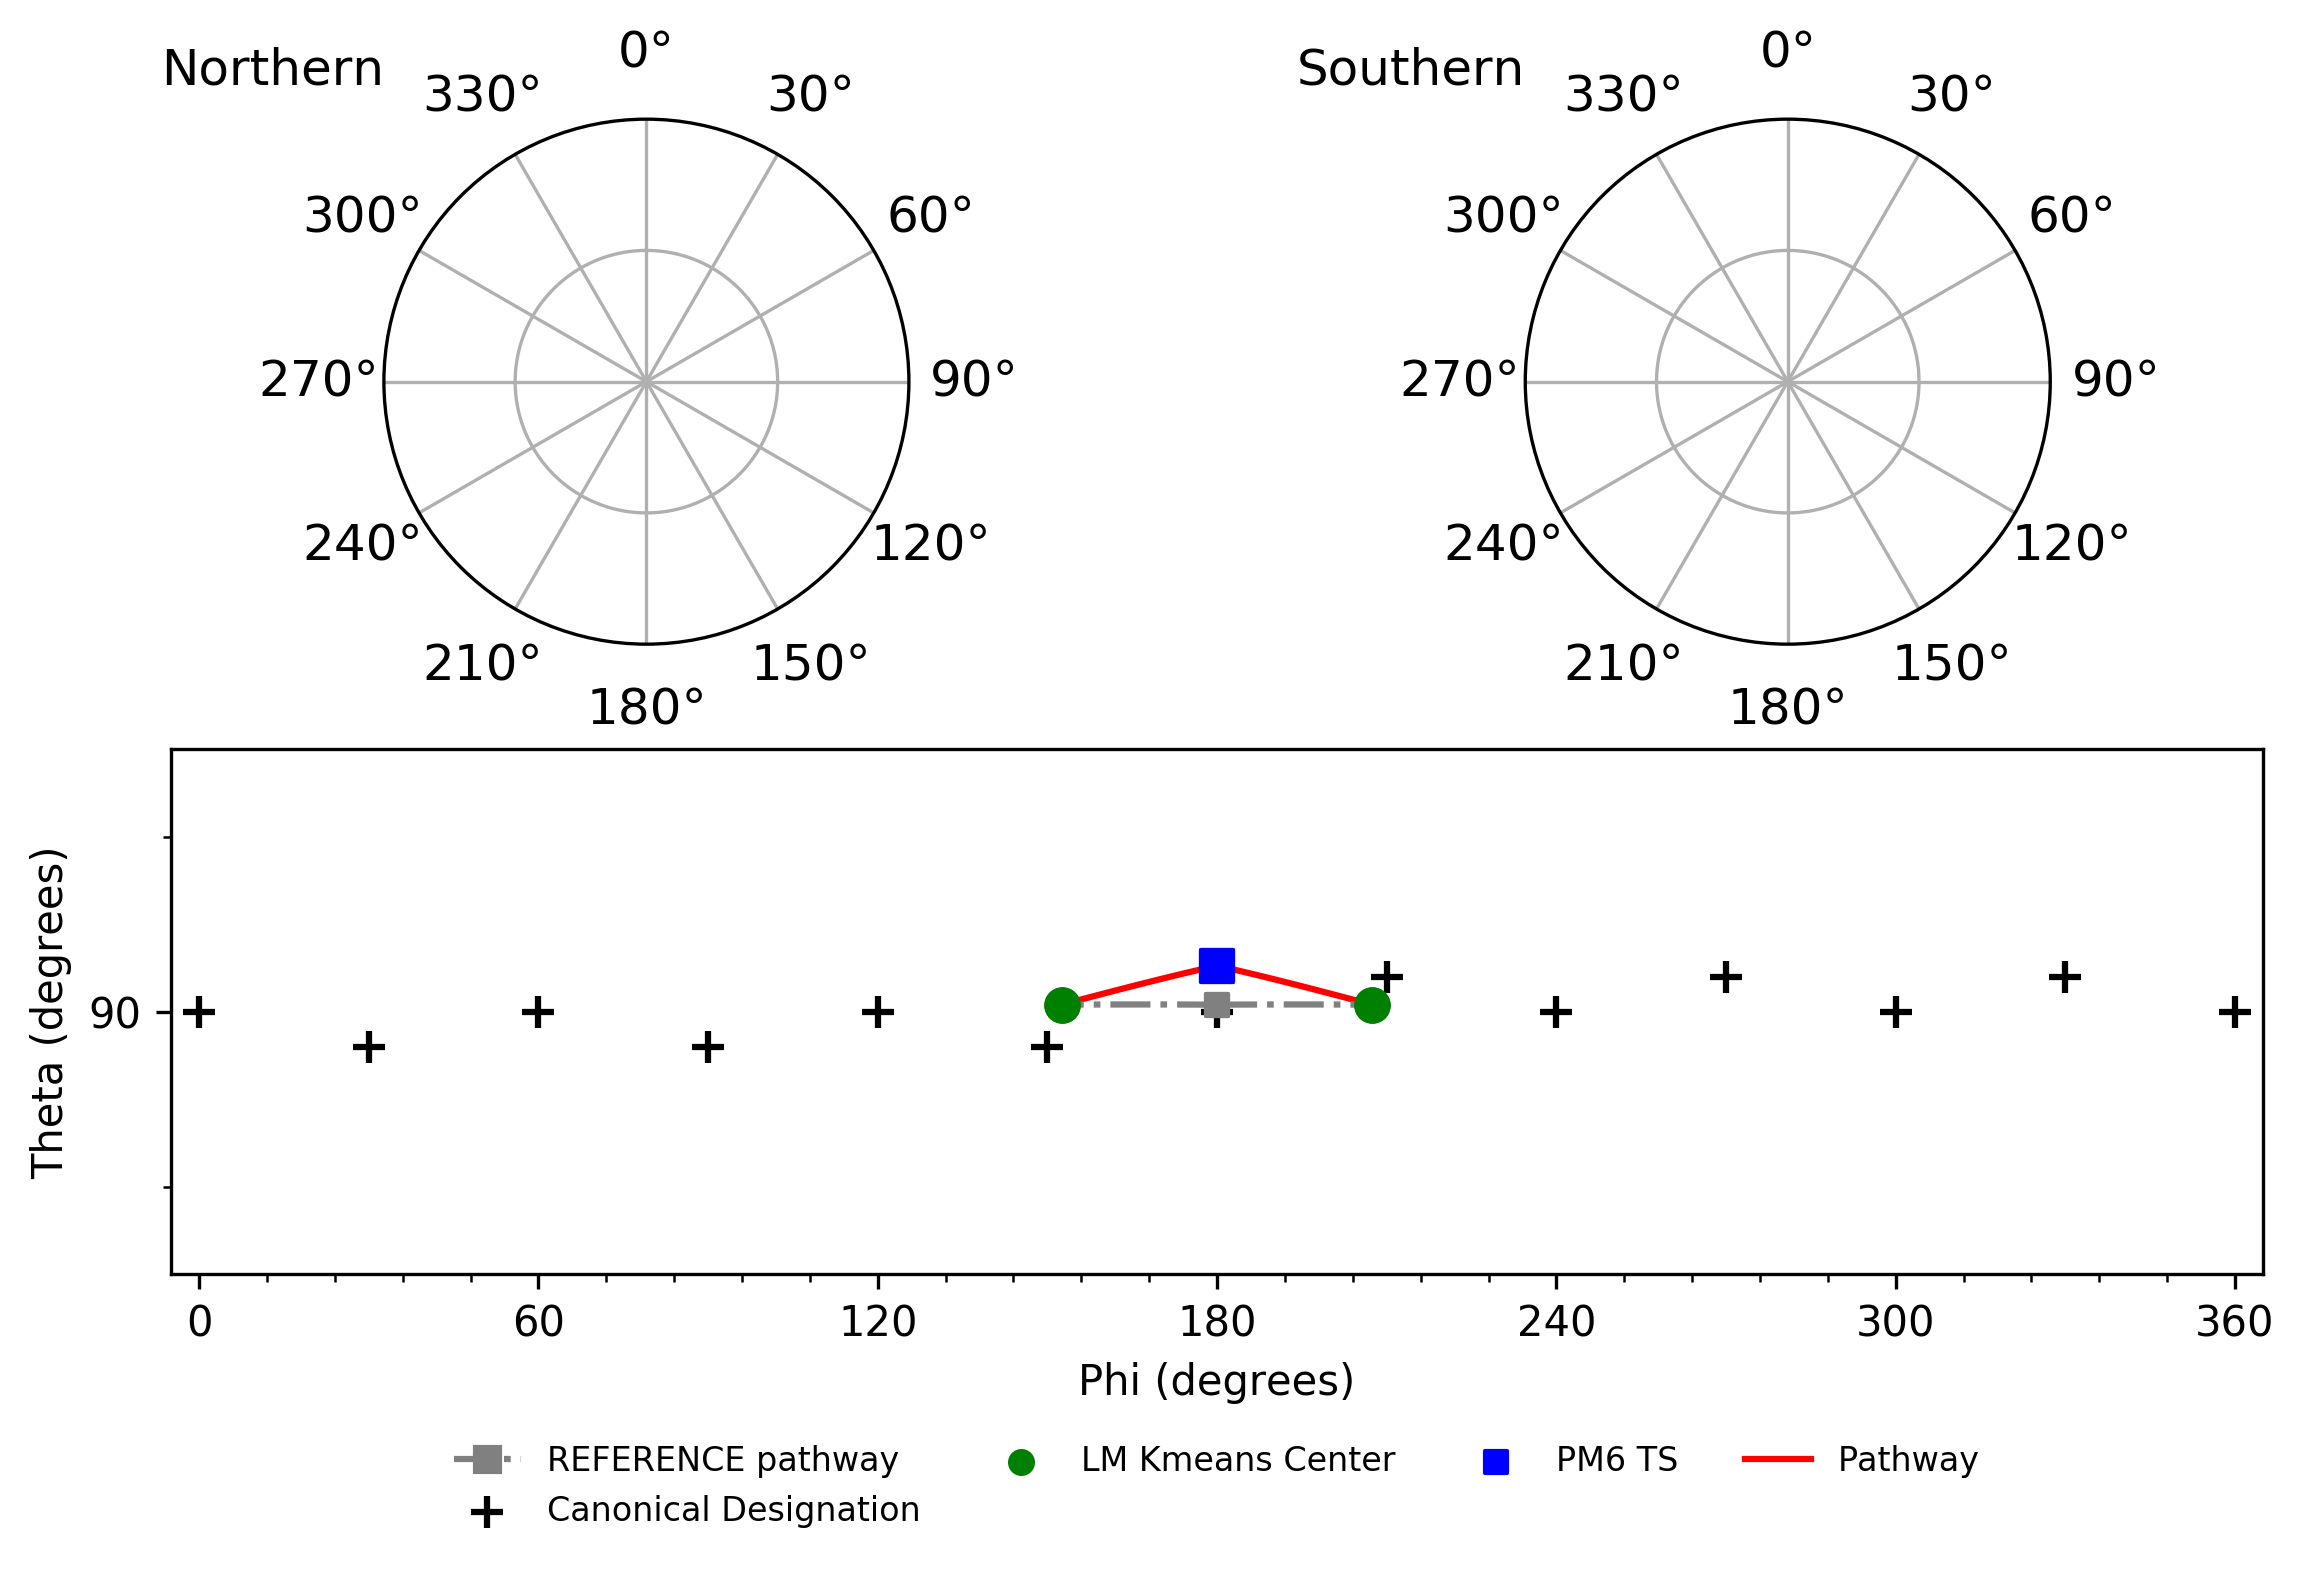 Northern
0°
30°
60°
90°
120°
150°
180°
210°
240°
270°
300°
330°
Southern
0°
30°
60°
90°
120°
150°
180°
210°
240°
270°
300°
330°
Theta (degrees)
90
0 60 120 180 240 300 360
Phi (degrees)
REFERENCE pathway
Canonical Designation
LM Kmeans Center
PM6 TS
Pathway